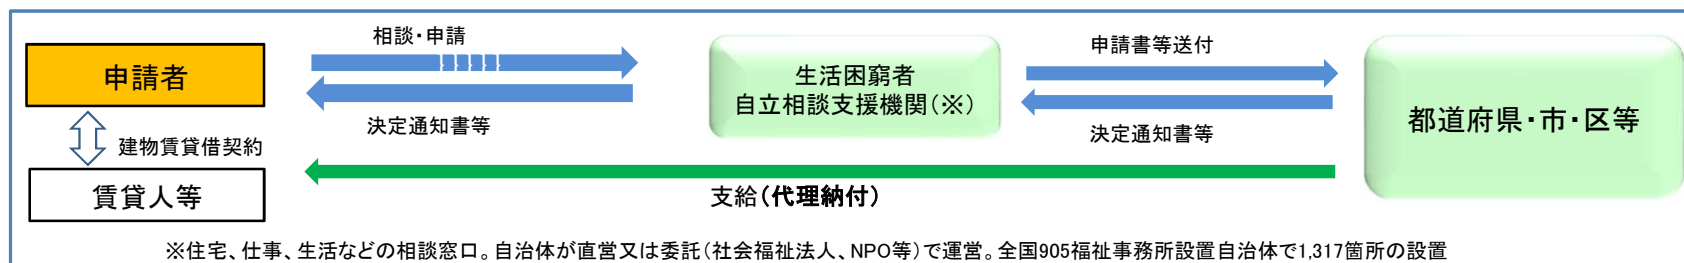 相談・申請
申請書等送付
申請者
生活困窮者
自立相談支援機関(※)
都道府県・市・区等
決定通知書等
決定通知書等
建物賃貸借契約
賃貸人等
支給(代理納付)
※住宅、仕事、生活などの相談窓口。自治体が直営又は委託(社会福祉法人、NPO等)で運営。全国905福祉事務所設置自治体で1,317箇所の設置